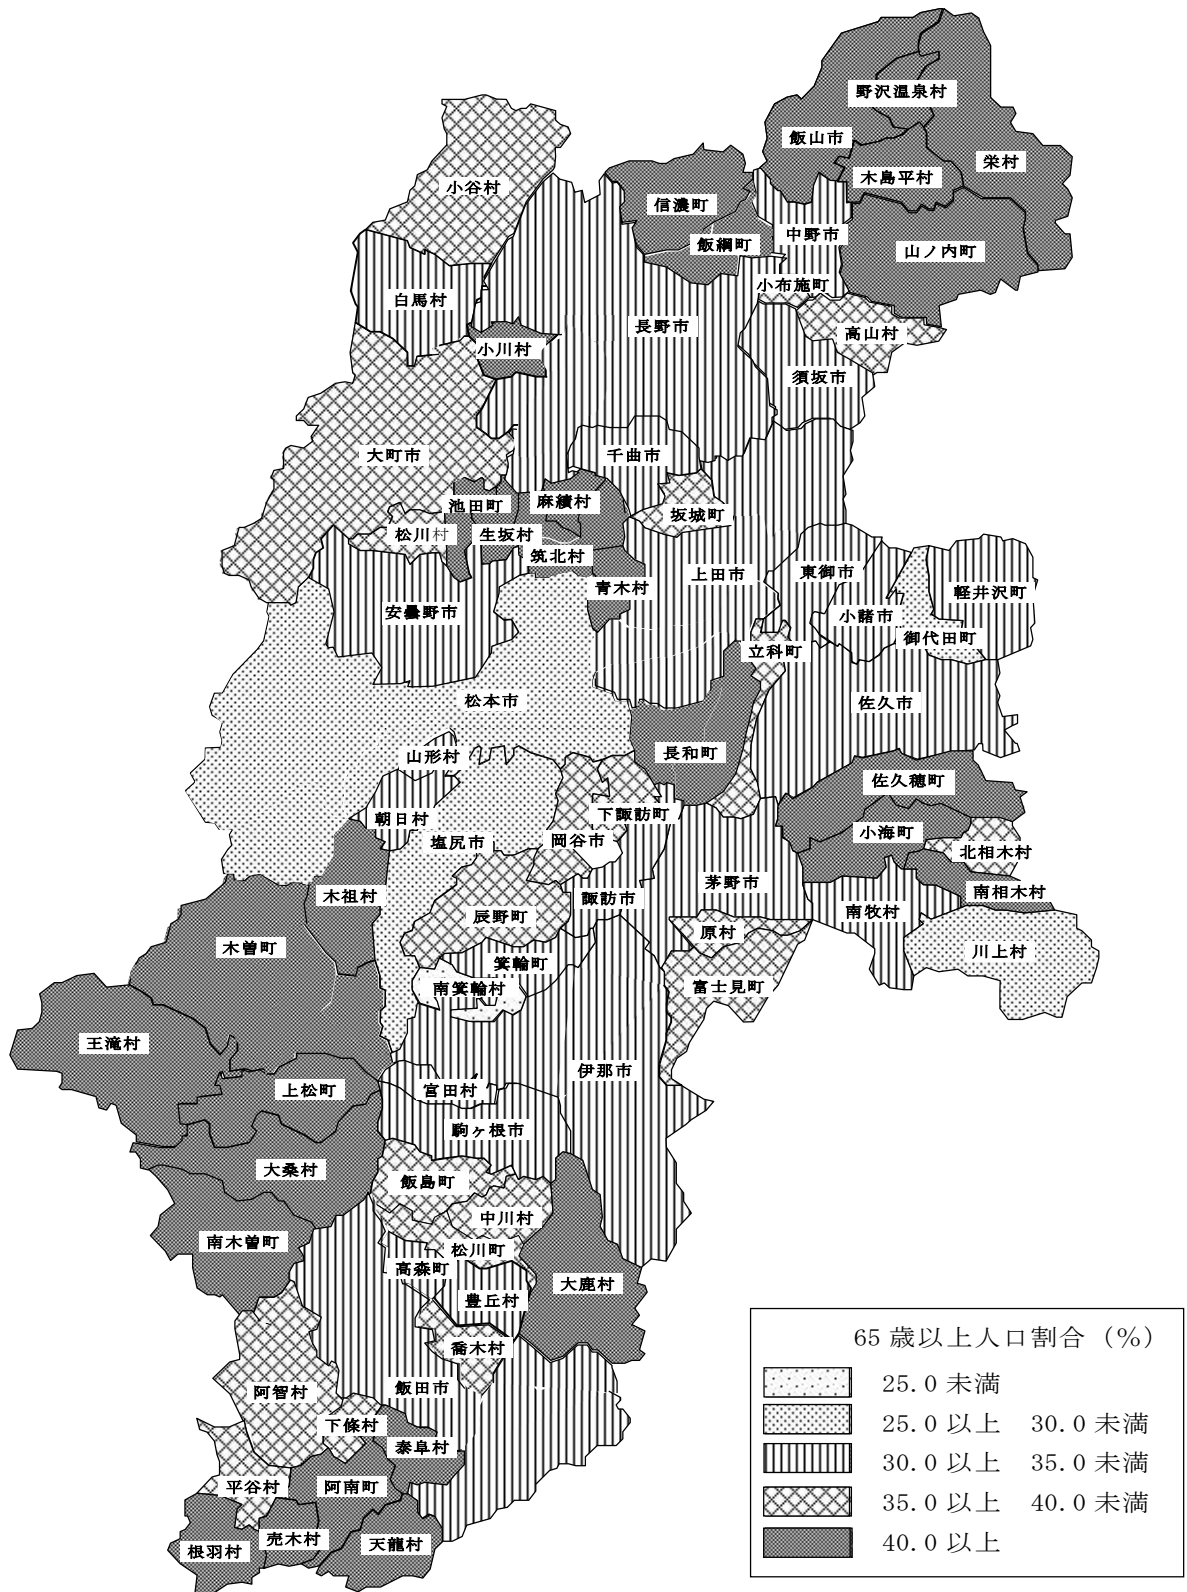 野沢温泉村
飯山市
栄村
木島平村
小谷村
信濃町
飯綱町
中野市
山ノ内町
小布施町
白馬村
長野市
高山村
小川村
須坂市
大町市
千曲市
池田町
麻績村
坂城町
松川村
生坂村
筑北村
上田市
東御市
青木村
軽井沢町
安曇野市
小諸市
御代田町
立科町
松本市
佐久市
山形村
長和町
佐久穂町
朝日村
下諏訪町
塩尻市
岡谷市
小海町
北相木村
木祖村
茅野市
南相木村
諏訪市
辰野町
南牧村
原村
木曽町
箕輪町
川上村
南箕輪村
富士見町
王滝村
伊那市
上松町
宮田村
駒ヶ根市
大桑村
飯島町
中川村
南木曽町
松川町
高森町
大鹿村
豊丘村
喬木村
阿智村
飯田市
下條村
泰阜村
平谷村
阿南町
売木村
天龍村
根羽村
65歳以上人口割合（%）
25.0未満
25.0以上 30.0未満
30.0以上 35.0未満
35.0以上 40.0未満
40.0以上